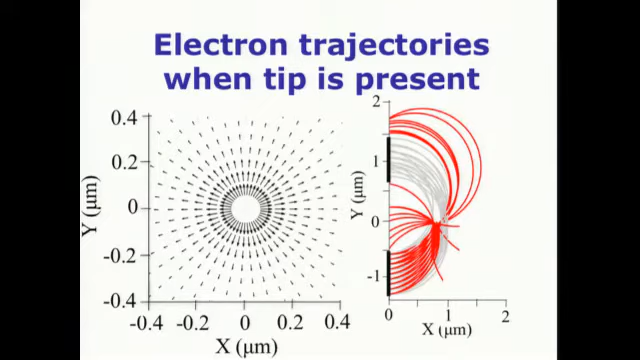 Electron trajectories
when tip is present
0.4
0.2
0
-0.2
-0.4
Y (μm)
-0.4 -0.2 0 0.2 0.4
X (μm)
2
1
0
-1
Y (μm)
0 1 2
X (μm)